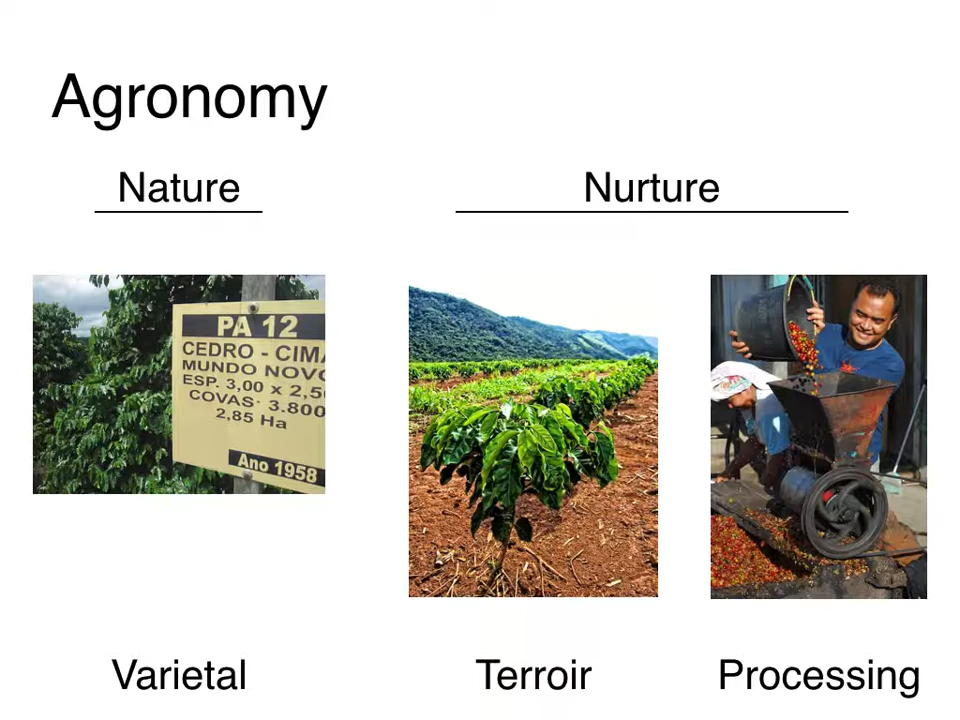 Agronomy
Nature
Nurture
PA 12
CEDRO - CIMA
MUNDO NOVO
ESP. 3,00 x 2,5
COVAS· 3.800
2,85 Ha
Ano 1958
Varietal
Terroir
Processing